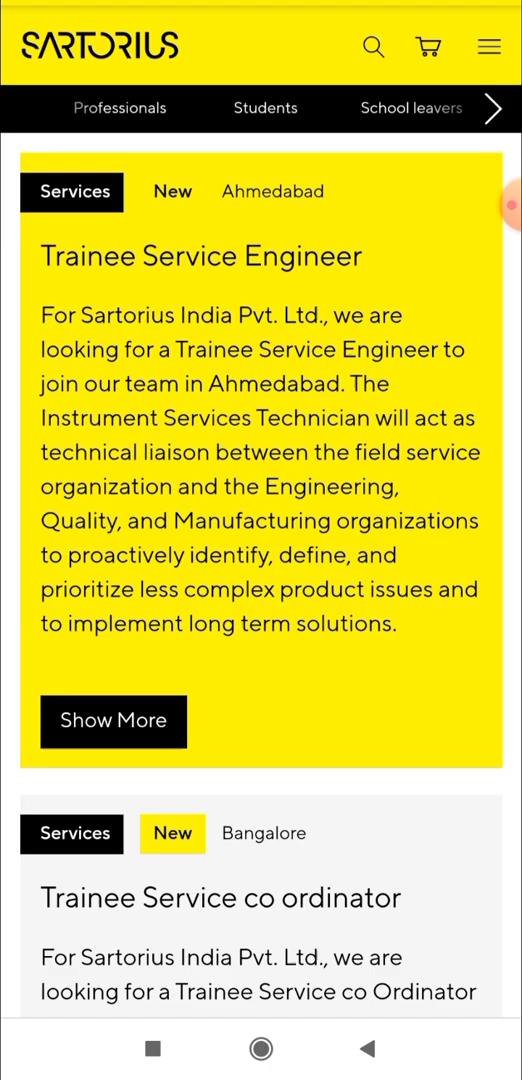 SARTORIUS
Professionals Students School leavers
Services New Ahmedabad
Trainee Service Engineer
For Sartorius India Pvt. Ltd., we are
looking for a Trainee Service Engineer to
join our team in Ahmedabad. The
Instrument Services Technician will act as
technical liaison between the field service
organization and the Engineering,
Quality, and Manufacturing organizations
to proactively identify, define, and
prioritize less complex product issues and
to implement long term solutions.
Show More
Services New Bangalore
Trainee Service co ordinator
For Sartorius India Pvt. Ltd., we are
looking for a Trainee Service co Ordinator